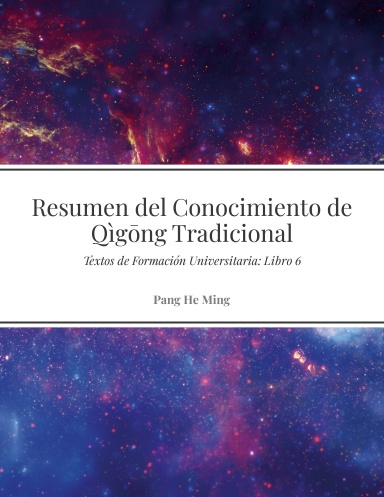 Resumen del Conocimiento de
Qìgōng Tradicional
Textos de Formación Universitaria: Libro 6
Pang He Ming